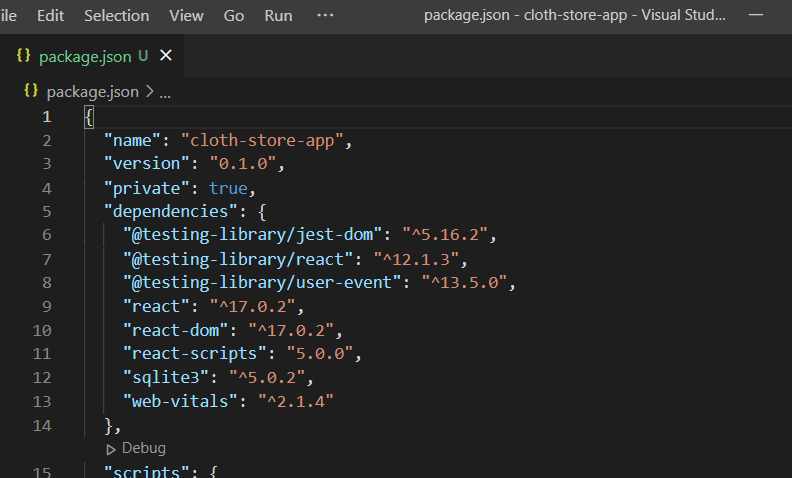 ile Edit Selection View Go Run ··· package.json - cloth-store-app - Visual Stud...
{} package.json U ×
{} package.json > ...
1 {
2 "name": "cloth-store-app",
3 "version": "0.1.0",
4 "private": true,
5 "dependencies": {
6 "@testing-library/jest-dom": "^5.16.2",
7 "@testing-library/react": "^12.1.3",
8 "@testing-library/user-event": "^13.5.0",
9 "react": "^17.0.2",
10 "react-dom": "^17.0.2",
11 "react-scripts": "5.0.0",
12 "sqlite3": "^5.0.2",
13 "web-vitals": "^2.1.4"
14 },
Debug
15 "scripts": {